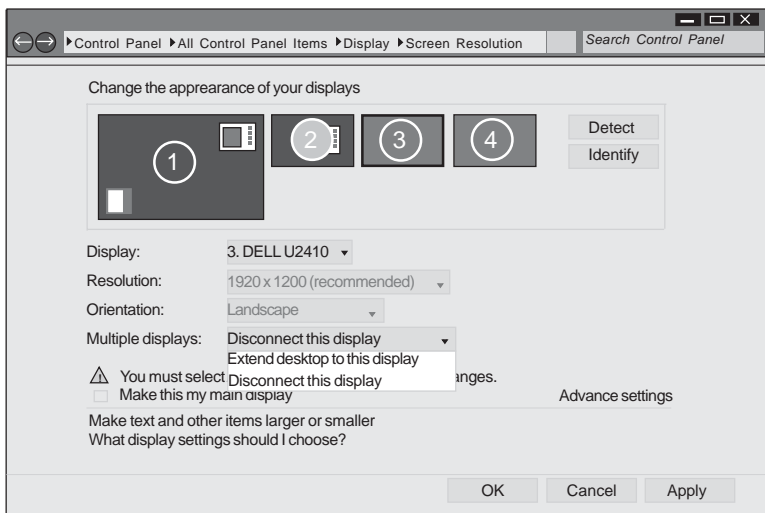 Control Panel All Control Panel Items Display Screen Resolution
Search Control Panel
Change the apprearance of your displays
1
2
3
4
Detect
Identify
Display: 3. DELL U2410
Resolution: 1920 x 1200 (recommended)
Orientation: Landscape
Multiple displays: Disconnect this display
Extend desktop to this display
Disconnect this display
You must select anges.
Make this my main display
Advance settings
Make text and other items larger or smaller
What display settings should I choose?
OK Cancel Apply